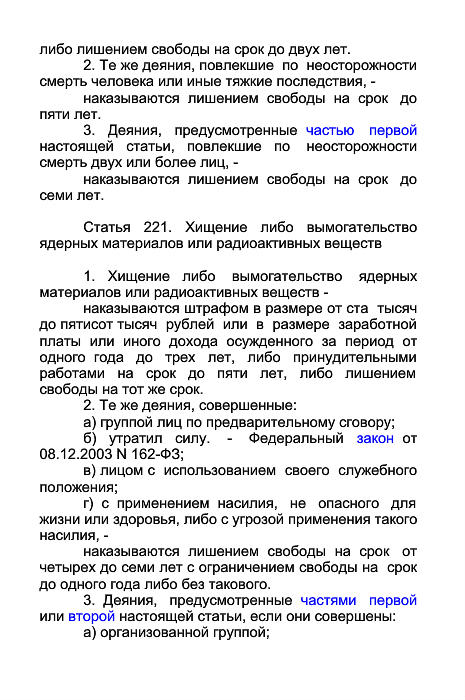 либо лишением свободы на срок до двух лет.
2. Те же деяния, повлекшие по неосторожности
смерть человека или иные тяжкие последствия, -
наказываются лишением свободы на срок до
пяти лет.
3. Деяния, предусмотренные частью первой
настоящей статьи, повлекшие по неосторожности
смерть двух или более лиц, -
наказываются лишением свободы на срок до
семи лет.
Статья 221. Хищение либо вымогательство
ядерных материалов или радиоактивных веществ
1. Хищение либо вымогательство ядерных
материалов или радиоактивных веществ -
наказываются штрафом в размере от ста тысяч
до пятисот тысяч рублей или в размере заработной
платы или иного дохода осужденного за период от
одного года до трех лет, либо принудительными
работами на срок до пяти лет, либо лишением
свободы на тот же срок.
2. Те же деяния, совершенные:
а) группой лиц по предварительному сговору;
б) утратил силу. - Федеральный закон от
08.12.2003 N 162-ФЗ;
в) лицом с использованием своего служебного
положения;
г) с применением насилия, не опасного для
жизни или здоровья, либо с угрозой применения такого
насилия, -
наказываются лишением свободы на срок от
четырех до семи лет с ограничением свободы на срок
до одного года либо без такового.
3. Деяния, предусмотренные частями первой
или второй настоящей статьи, если они совершены:
а) организованной группой;